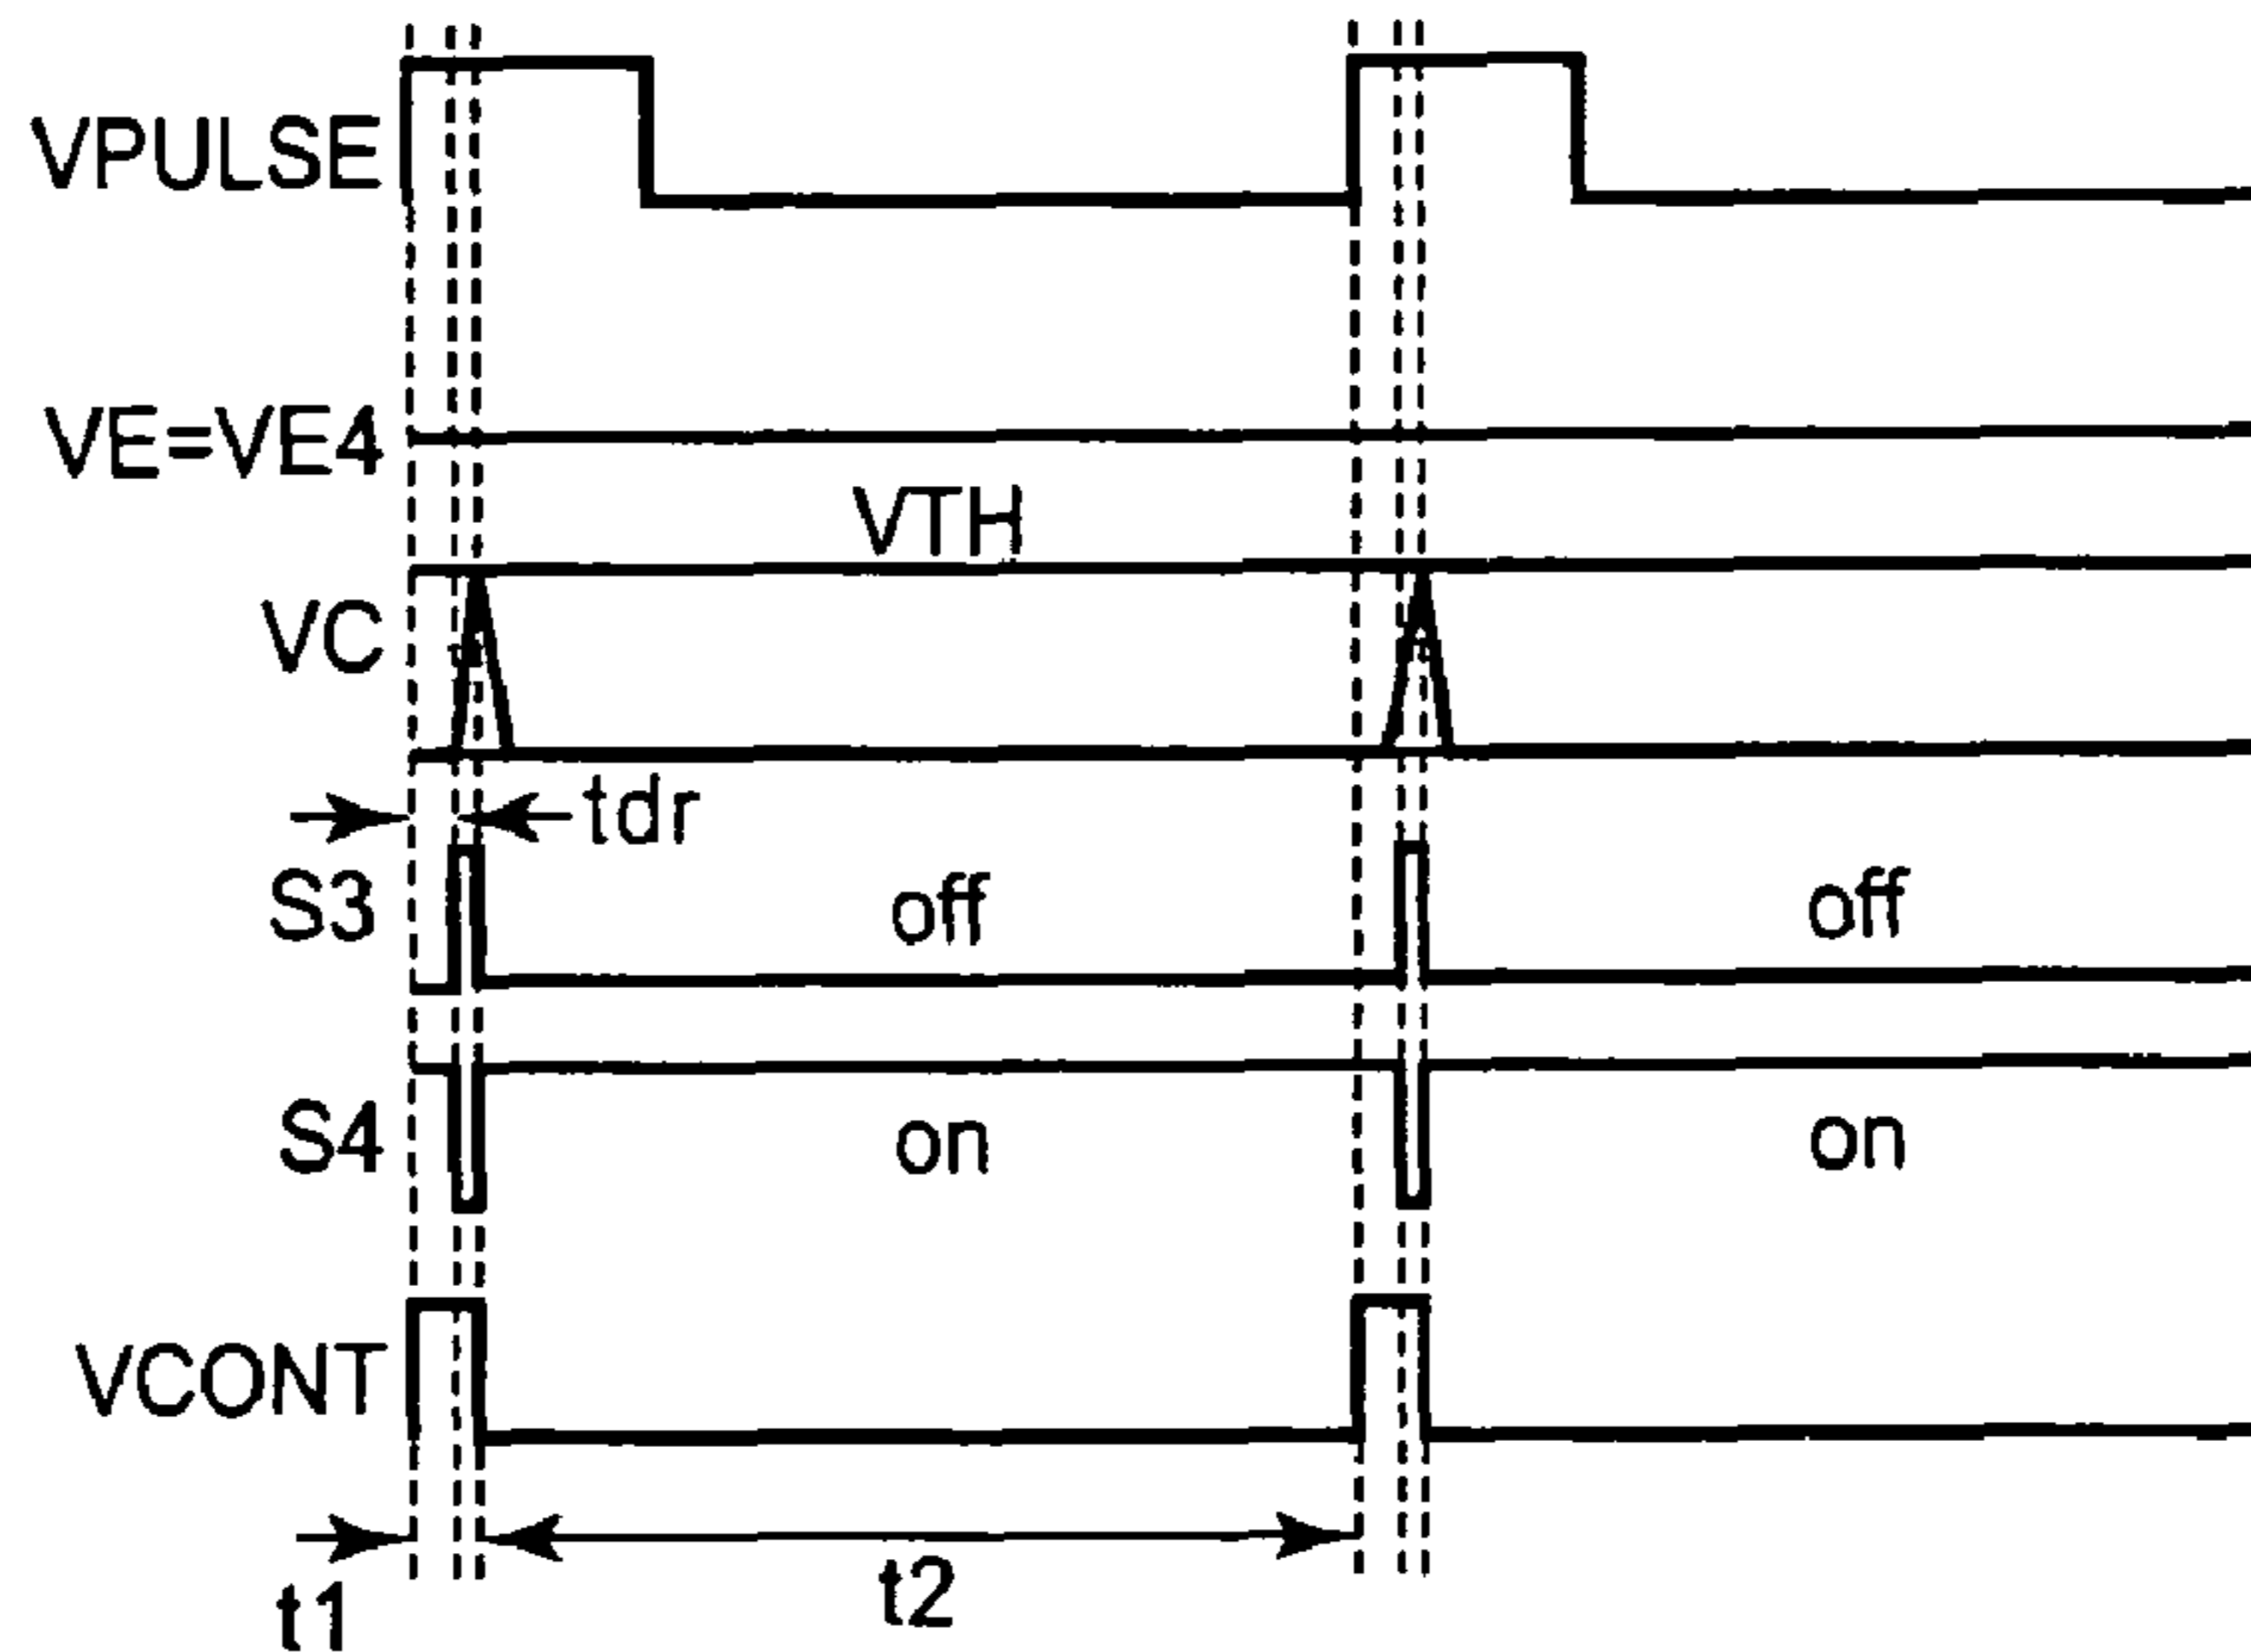 VPULSE
VE=VE4
VTH
VC
tdr
S3
off
off
S4
on
on
VCONT
t1
t2